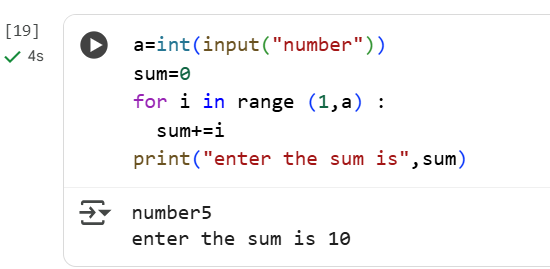 [19]
4s
a=int(input("number"))
sum=0
for i in range (1,a) :
  sum+=i
print("enter the sum is",sum)
number5
enter the sum is 10